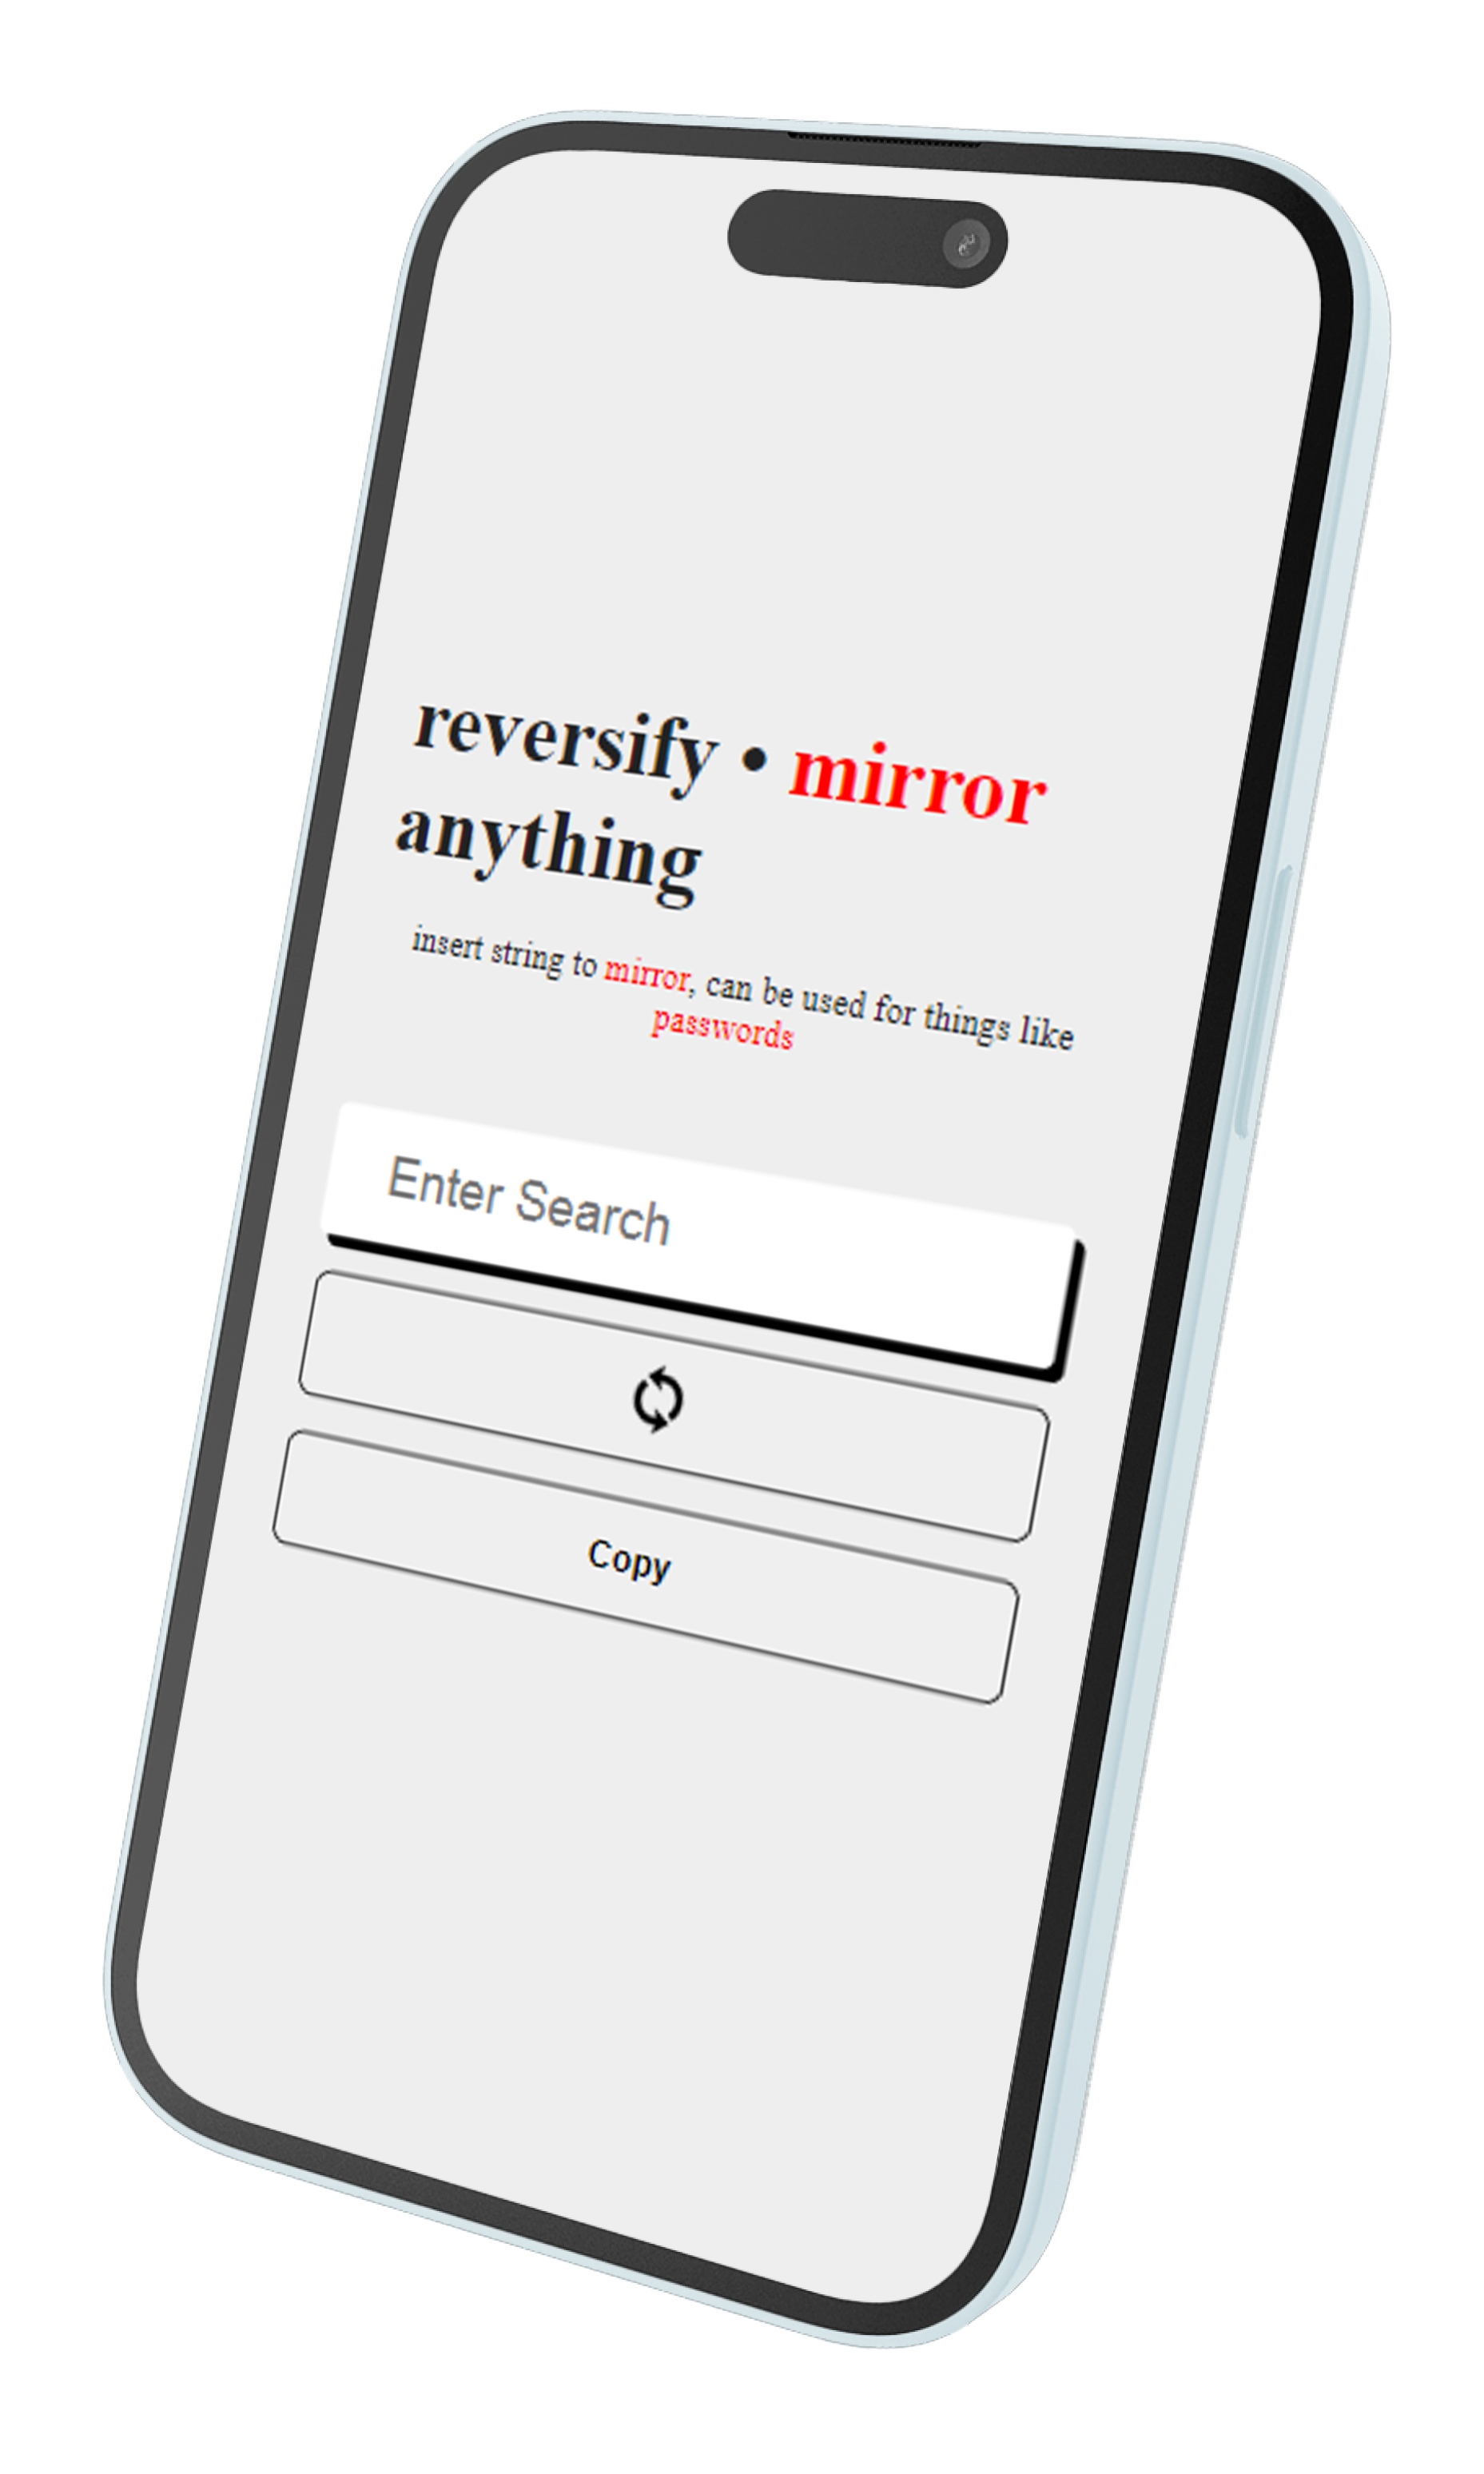 reversify • mirror
anything
insert string to mirror, can be used for things like
passwords
Enter Search
Copy